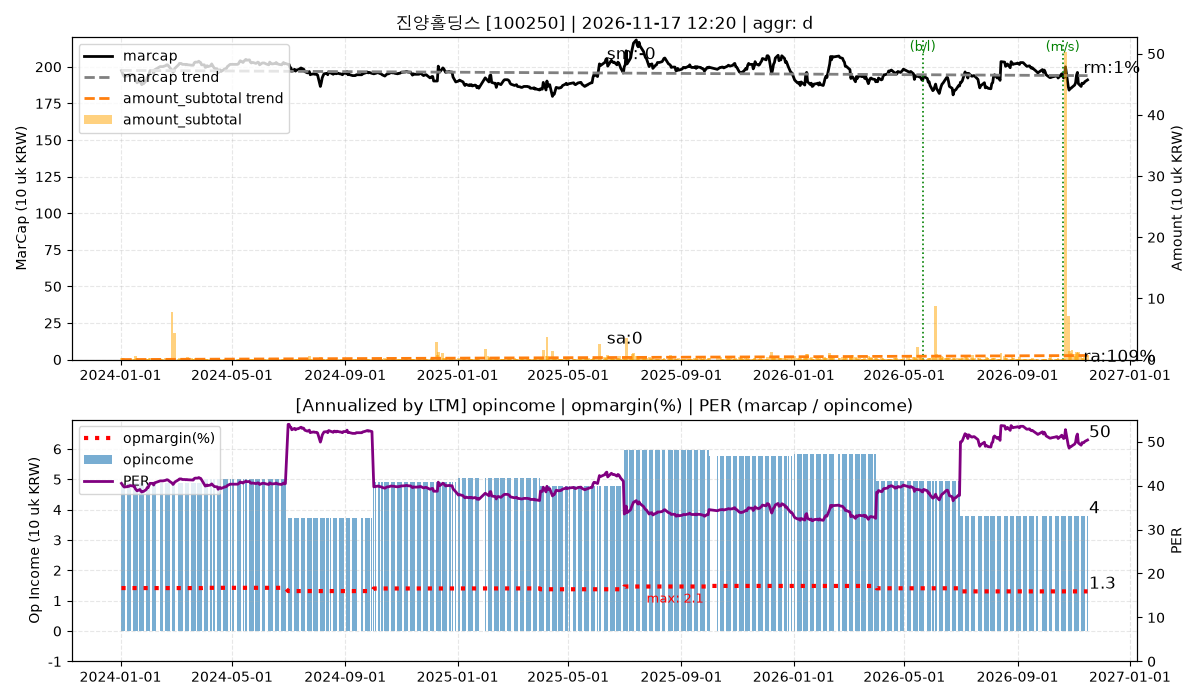 진양홀딩스 [100250] | 2026-11-17 12:20 | aggr: d
marcap
marcap trend
amount_subtotal trend
amount_subtotal
sm:-0
(b/l)
(m/s)
rm:1%
sa:0
ra:109%
MarCap (10 uk KRW)
200
175
150
125
100
75
50
25
0
Amount (10 uk KRW)
50
40
30
20
10
0
2024-01-01
2024-05-01
2024-09-01
2025-01-01
2025-05-01
2025-09-01
2026-01-01
2026-05-01
2026-09-01
2027-01-01
[Annualized by LTM] opincome | opmargin(%) | PER (marcap / opincome)
opmargin(%)
opincome
PER
50
4
1.3
max: 2.1
Op Income (10 uk KRW)
6
5
4
3
2
1
0
-1
PER
50
40
30
20
10
0
2024-01-01
2024-05-01
2024-09-01
2025-01-01
2025-05-01
2025-09-01
2026-01-01
2026-05-01
2026-09-01
2027-01-01